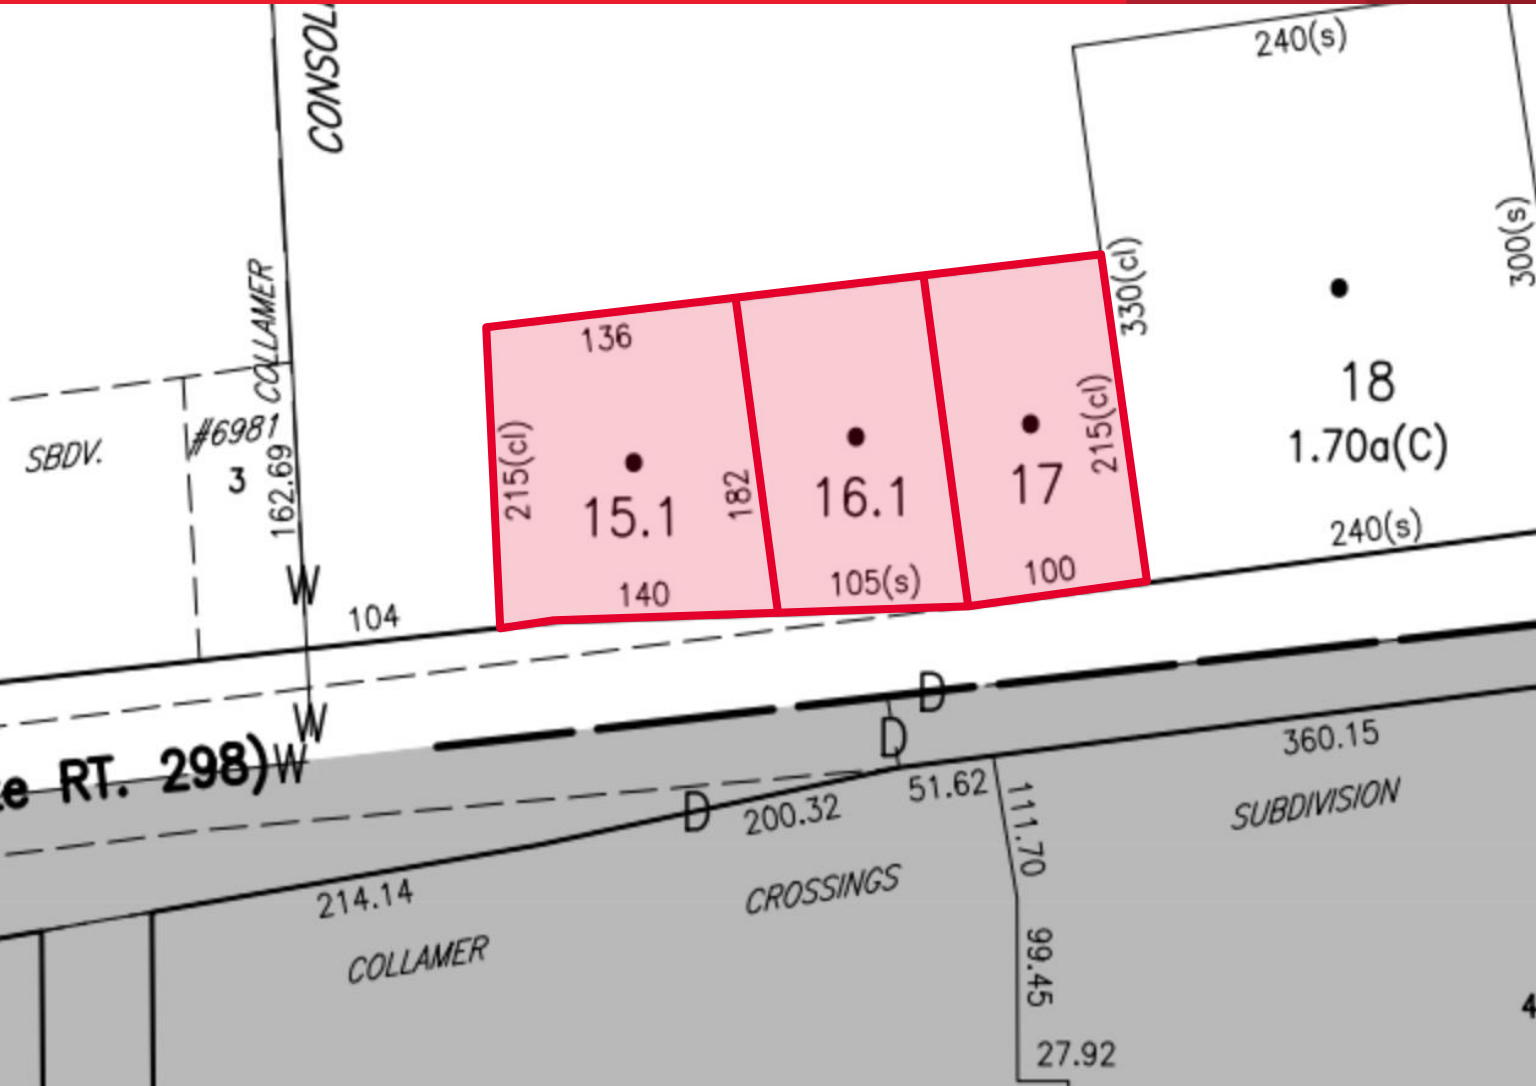 CONSOL
240(s)
COLLAMER
330(cl)
300(s)
136
#6981
SBDV.
3
162.69
215(cl)
15.1
182
16.1
17
215(cl)
18
1.70a(C)
W
104
140
105(s)
100
240(s)
W
RT. 298)W
D
D
D
200.32
51.62
360.15
111.70
SUBDIVISION
214.14
CROSSINGS
COLLAMER
99.45
4
27.92